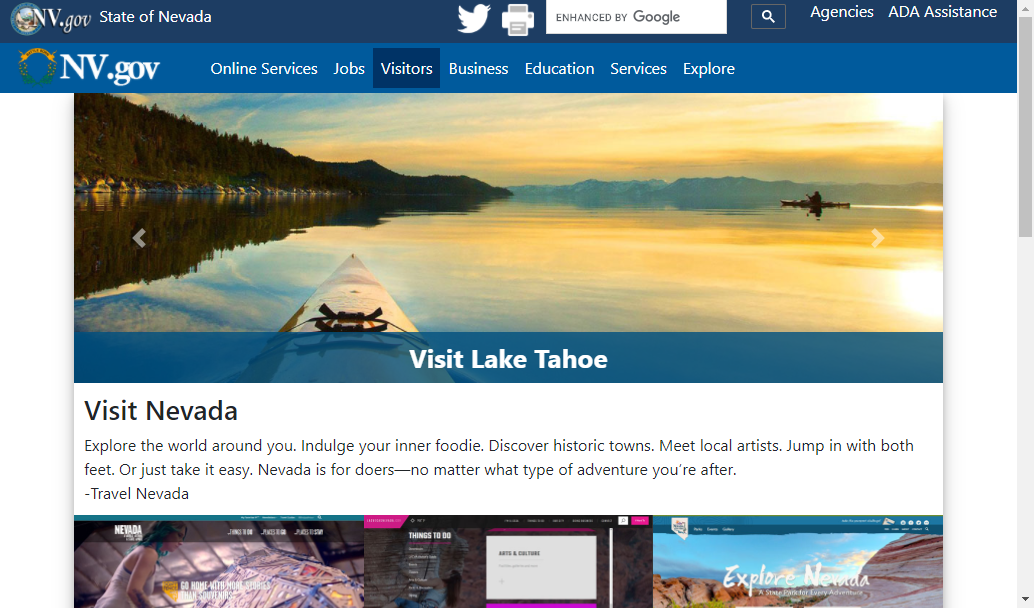 NV.gov State of Nevada
ENHANCED BY Google
Agencies ADA Assistance
NV.gov
Online Services Jobs Visitors Business Education Services Explore
Visit Lake Tahoe
Visit Nevada
Explore the world around you. Indulge your inner foodie. Discover historic towns. Meet local artists. Jump in with both
feet. Or just take it easy. Nevada is for doers—no matter what type of adventure you’re after.
-Travel Nevada
NEVADA
THINGS TO DO
GO HOME WITH MORE STORIES
THAN SOUVENIRS
THINGS TO DO
ARTS & CULTURE
Explore Nevada
A State Park for Every Adventure